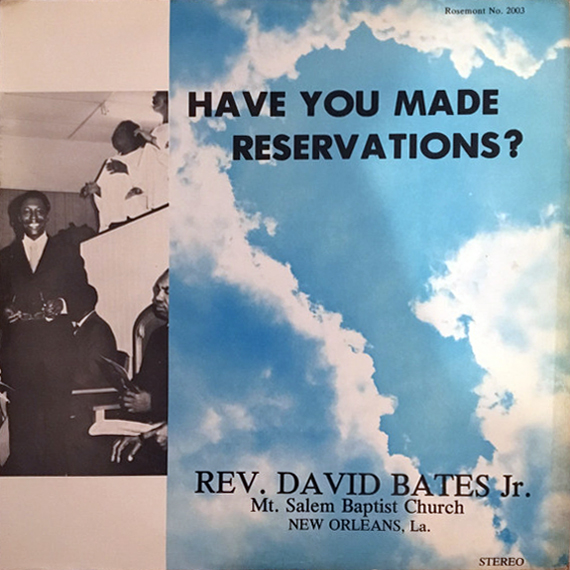 Rosemont No. 2003
HAVE YOU MADE
RESERVATIONS?
REV. DAVID BATES Jr.
Mt. Salem Baptist Church
NEW ORLEANS, La.
STEREO